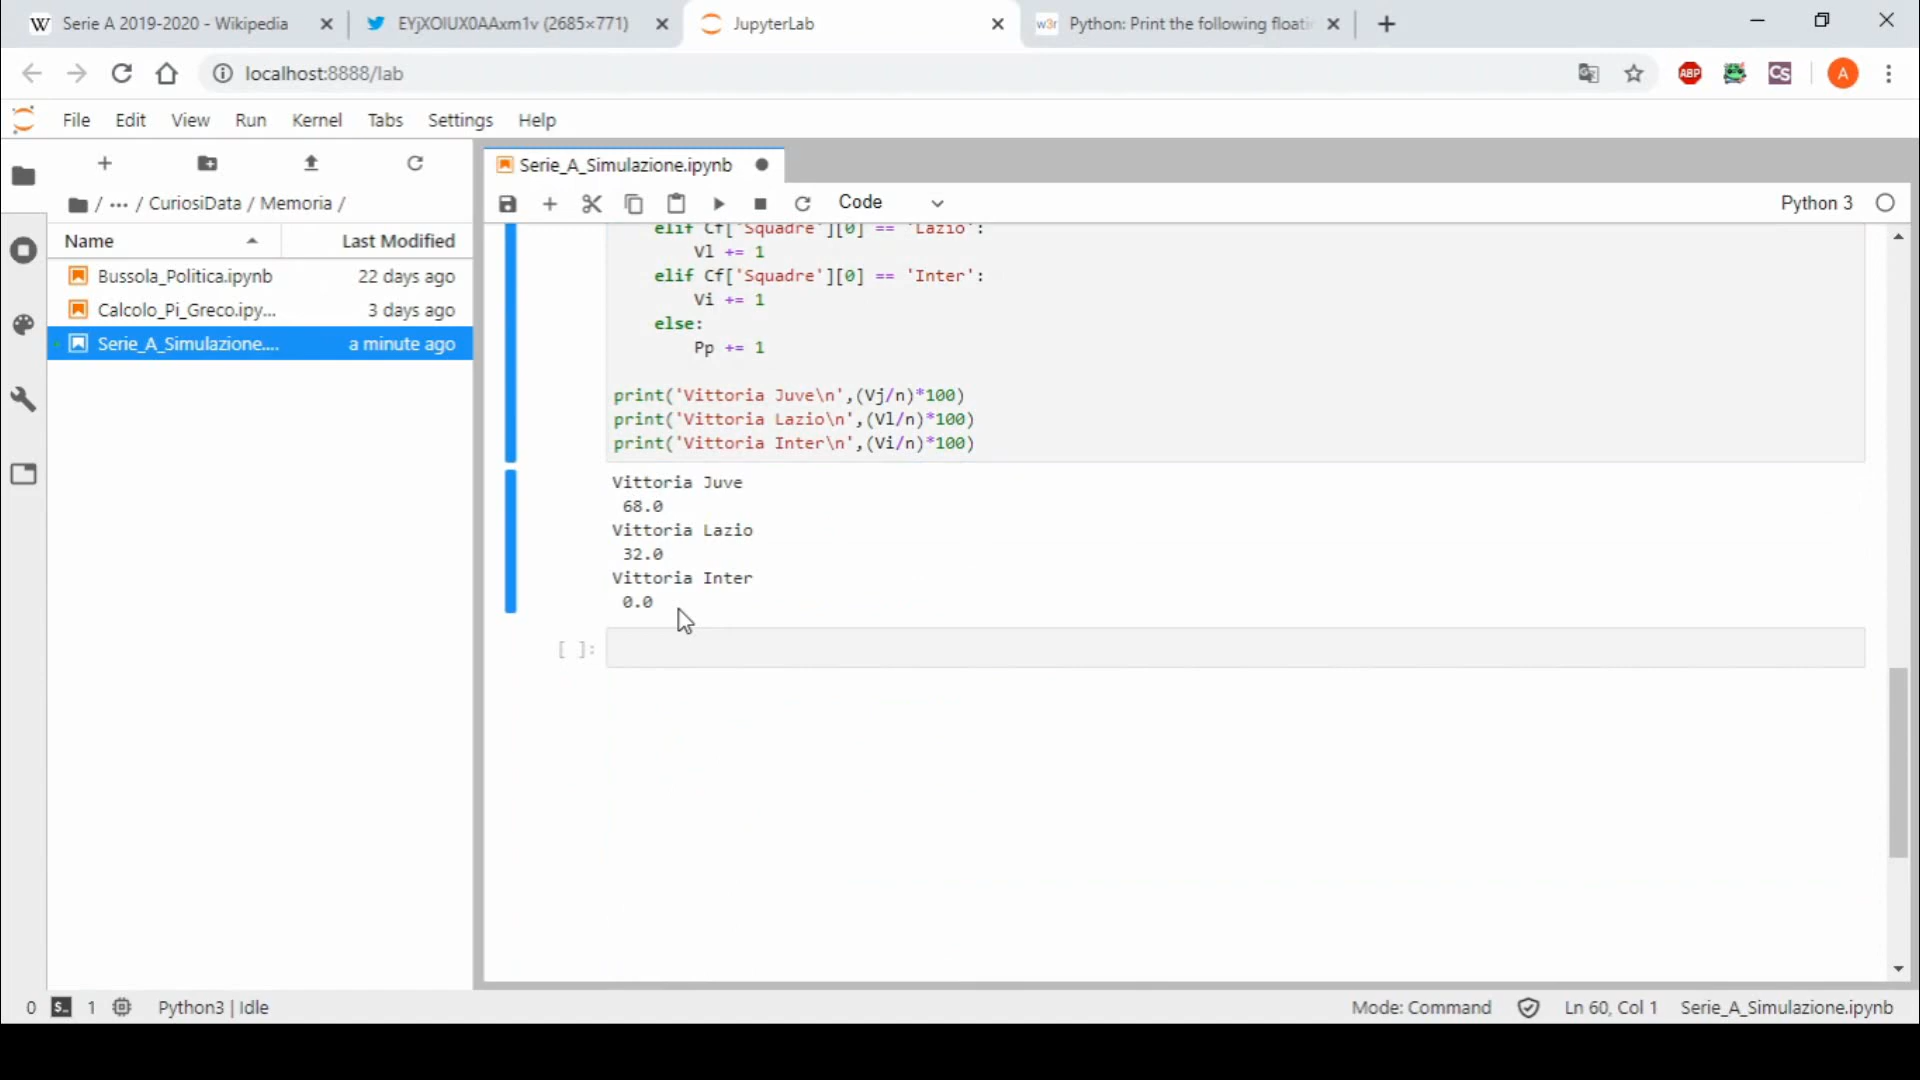 W Serie A 2019-2020 - Wikipedia
EYjXOIUX0AAxm1v (2685×771)
JupyterLab
w3r Python: Print the following floati
localhost:8888/lab
ABP
CS
A
File Edit View Run Kernel Tabs Settings Help
Serie_A_Simulazione.ipynb
/ ··· / CuriosiData / Memoria /
Code
Python 3
Name Last Modified
Bussola_Politica.ipynb 22 days ago
Calcolo_Pi_Greco.ipy... 3 days ago
Serie_A_Simulazione.... a minute ago
elif Cf['Squadre'][0] == 'Lazio':
Vl += 1
elif Cf['Squadre'][0] == 'Inter':
Vi += 1
else:
Pp += 1
print('Vittoria Juve\n',(Vj/n)*100)
print('Vittoria Lazio\n',(Vl/n)*100)
print('Vittoria Inter\n',(Vi/n)*100)
Vittoria Juve
68.0
Vittoria Lazio
32.0
Vittoria Inter
0.0
[ ]:
0 S_ 1 Python3 | Idle
Mode: Command Ln 60, Col 1 Serie_A_Simulazione.ipynb